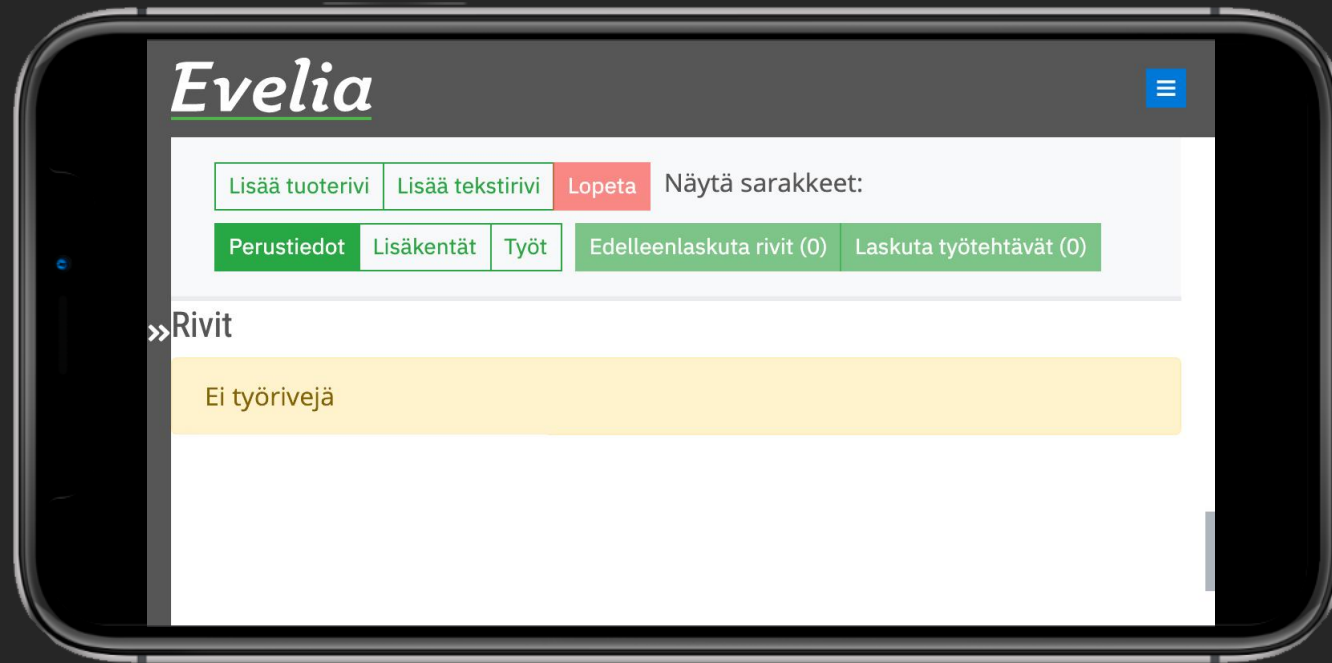 Evelia
Lisää tuoterivi Lisää tekstirivi Lopeta Näytä sarakkeet:
Perustiedot Lisäkentät Työt Edelleenlaskuta rivit (0) Laskuta työtehtävät (0)
Rivit
Ei työrivejä